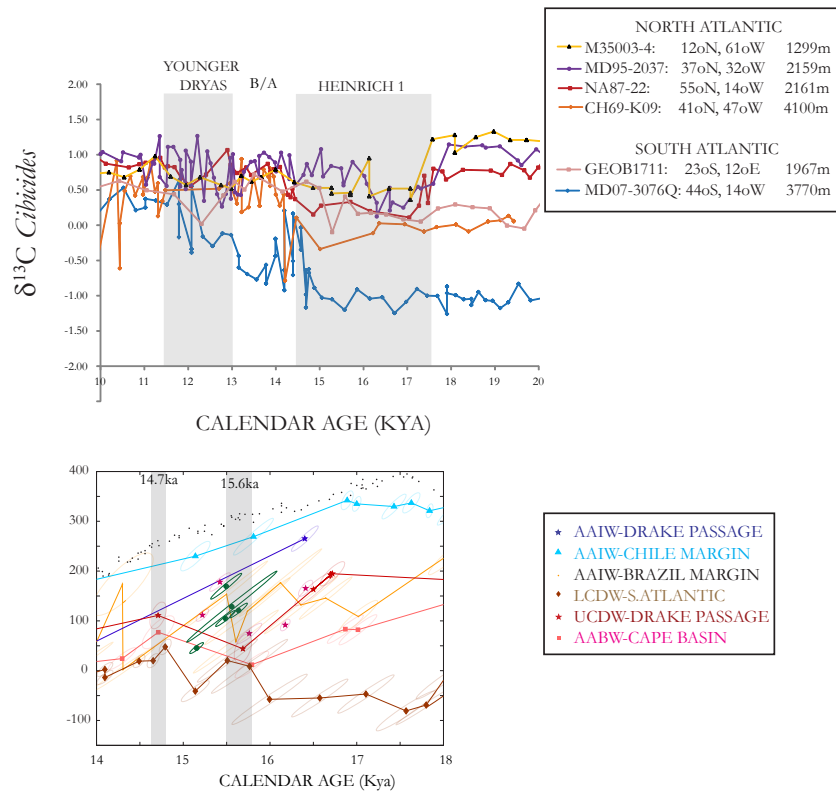 NORTH ATLANTIC
M35003-4: 12oN, 61oW 1299m
MD95-2037: 37oN, 32oW 2159m
NA87-22: 55oN, 14oW 2161m
CH69-K09: 41oN, 47oW 4100m
SOUTH ATLANTIC
GEOB1711: 23oS, 12oE 1967m
MD07-3076Q: 44oS, 14oW 3770m
YOUNGER
DRYAS
B/A
HEINRICH 1
2.00
1.50
1.00
0.50
0.00
-0.50
-1.00
-1.50
-2.00
δ13C Cibicides
10 11 12 13 14 15 16 17 18 19 20
CALENDAR AGE (KYA)
14.7ka
15.6ka
400
300
200
100
0
-100
14 15 16 17 18
CALENDAR AGE (Kya)
AAIW-DRAKE PASSAGE
AAIW-CHILE MARGIN
AAIW-BRAZIL MARGIN
LCDW-S.ATLANTIC
UCDW-DRAKE PASSAGE
AABW-CAPE BASIN